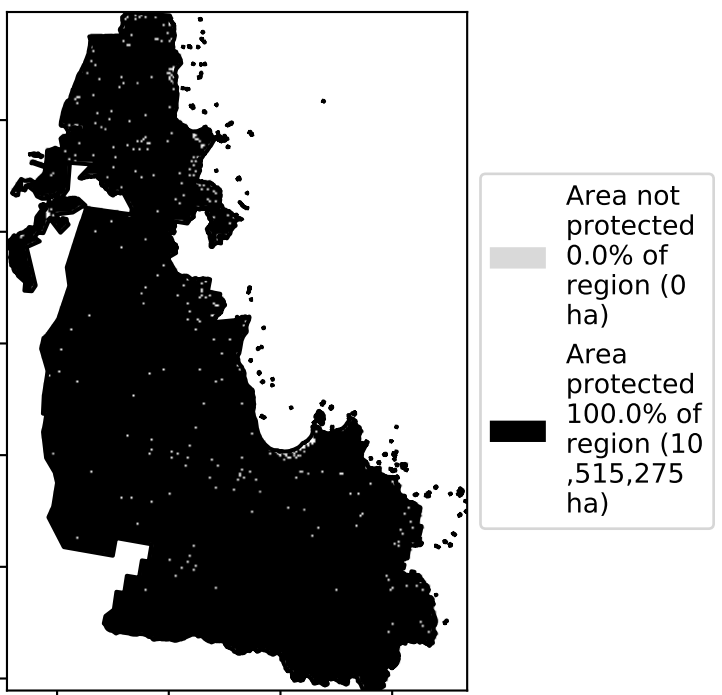 Area not
protected
0.0% of
region (0
ha)
Area
protected
100.0% of
region (10
,515,275
ha)